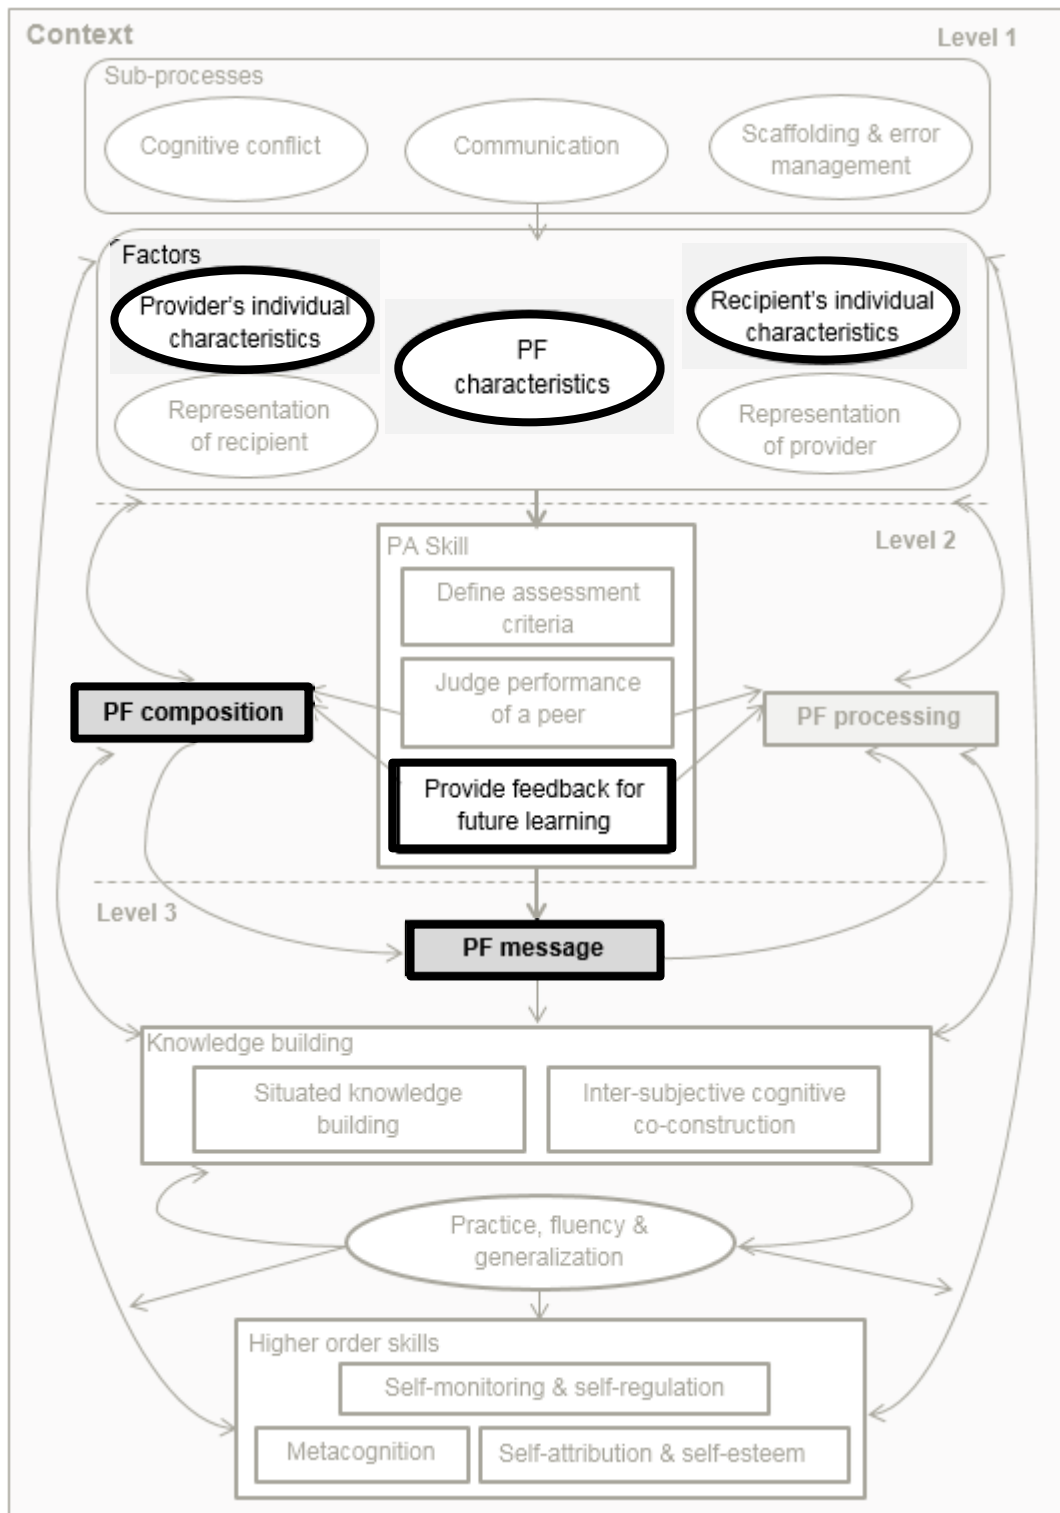 Context
Level 1
Sub-processes
Cognitive conflict
Communication
Scaffolding & error
management
Factors
Provider's individual
characteristics
PF
characteristics
Recipient's individual
characteristics
Representation
of recipient
Representation
of provider
Level 2
PA Skill
Define assessment
criteria
Judge performance
of a peer
Provide feedback for
future learning
PF composition
PF processing
Level 3
PF message
Knowledge building
Situated knowledge
building
Inter-subjective cognitive
co-construction
Practice, fluency &
generalization
Higher order skills
Self-monitoring & self-regulation
Metacognition
Self-attribution & self-esteem